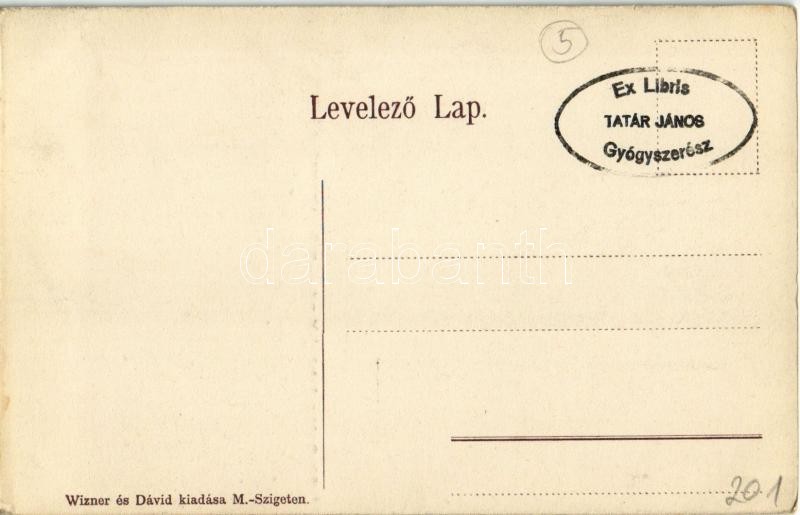 5
Levelező Lap.
Ex Libris
TATÁR JÁNOS
Gyógyszerész
darabanth
Wizner és Dávid kiadása M.-Szigeten.
201